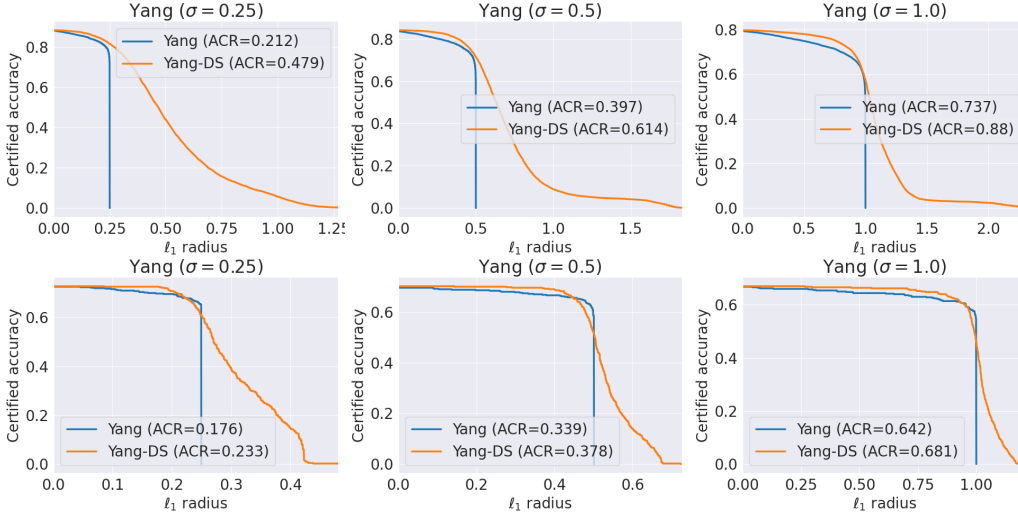 Yang (σ = 0.25)
Certified accuracy
0.8
0.6
0.4
0.2
0.0
Yang (ACR=0.212)
Yang-DS (ACR=0.479)
0.00
0.25
0.50
0.75
1.00
1.25
ℓ1 radius
Yang (σ = 0.5)
Certified accuracy
0.8
0.6
0.4
0.2
0.0
Yang (ACR=0.397)
Yang-DS (ACR=0.614)
0.0
0.5
1.0
1.5
ℓ1 radius
Yang (σ = 1.0)
Certified accuracy
0.8
0.6
0.4
0.2
0.0
Yang (ACR=0.737)
Yang-DS (ACR=0.88)
0.0
0.5
1.0
1.5
2.0
ℓ1 radius
Yang (σ = 0.25)
Certified accuracy
0.6
0.4
0.2
0.0
Yang (ACR=0.176)
Yang-DS (ACR=0.233)
0.0
0.1
0.2
0.3
0.4
ℓ1 radius
Yang (σ = 0.5)
Certified accuracy
0.6
0.4
0.2
0.0
Yang (ACR=0.339)
Yang-DS (ACR=0.378)
0.0
0.2
0.4
0.6
ℓ1 radius
Yang (σ = 1.0)
Certified accuracy
0.6
0.4
0.2
0.0
Yang (ACR=0.642)
Yang-DS (ACR=0.681)
0.00
0.25
0.50
0.75
1.00
ℓ1 radius